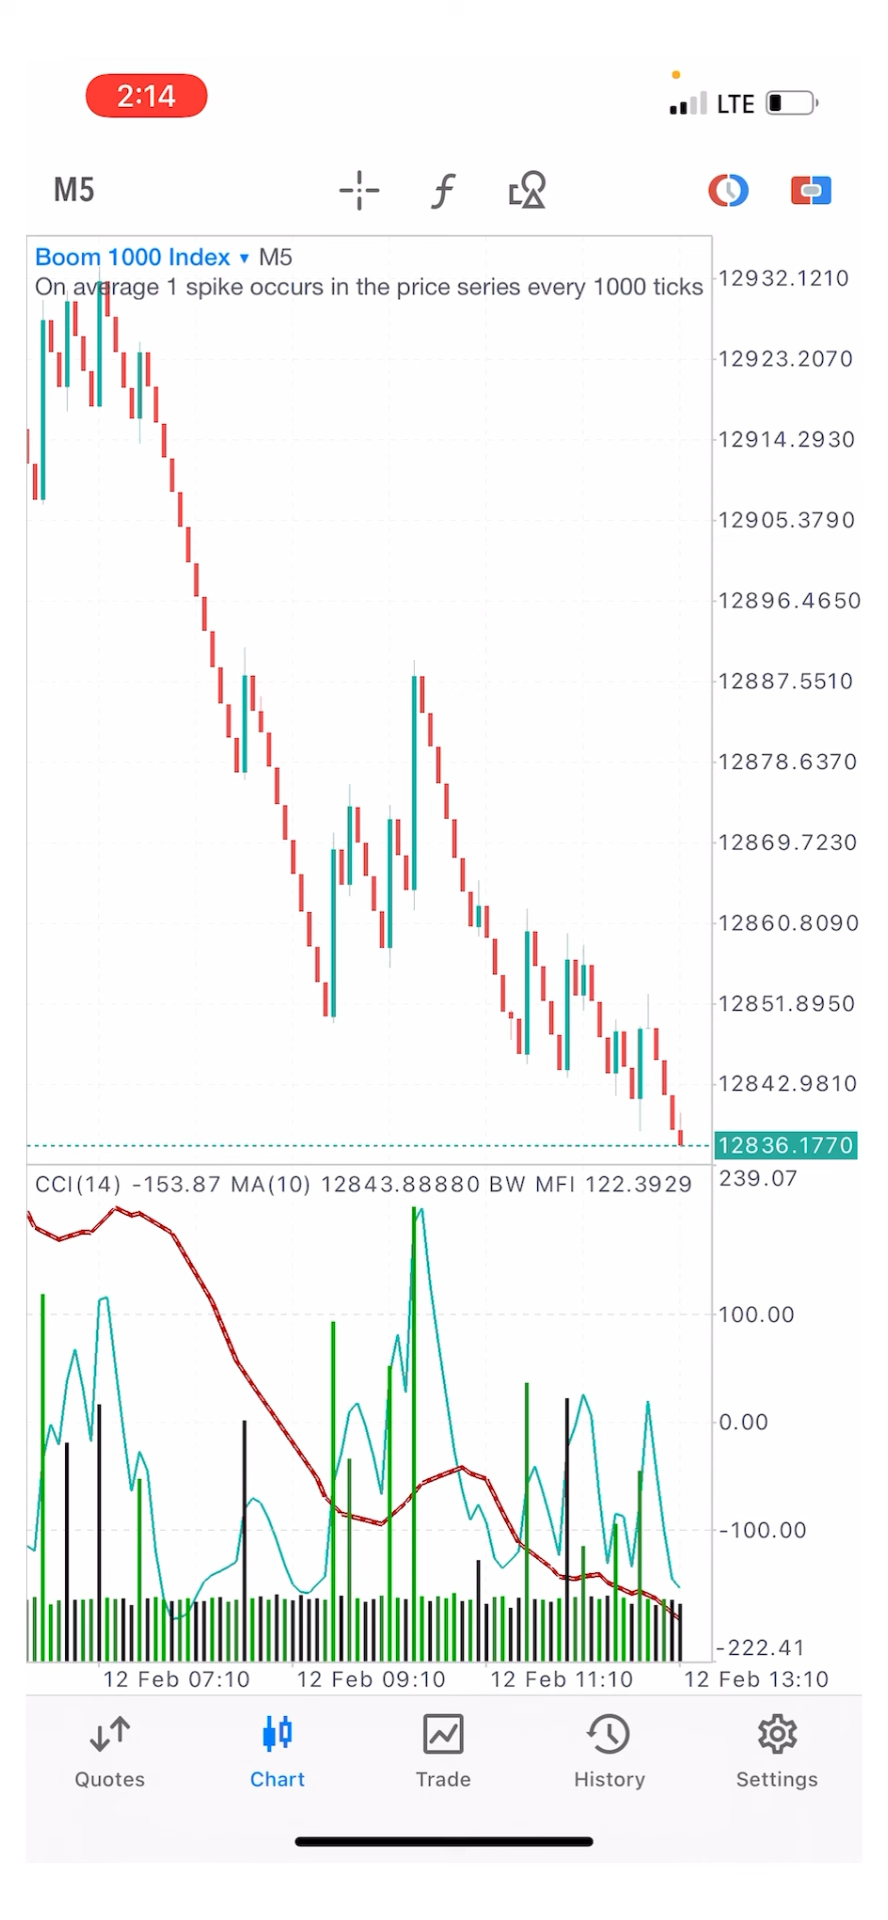 2:14
LTE
M5
Boom 1000 Index ▾ M5
On average 1 spike occurs in the price series every 1000 ticks
12932.1210
12923.2070
12914.2930
12905.3790
12896.4650
12887.5510
12878.6370
12869.7230
12860.8090
12851.8950
12842.9810
12836.1770
CCI(14) -153.87 MA(10) 12843.88880 BW MFI 122.3929
239.07
100.00
0.00
-100.00
-222.41
12 Feb 07:10 12 Feb 09:10 12 Feb 11:10 12 Feb 13:10
Quotes Chart Trade History Settings